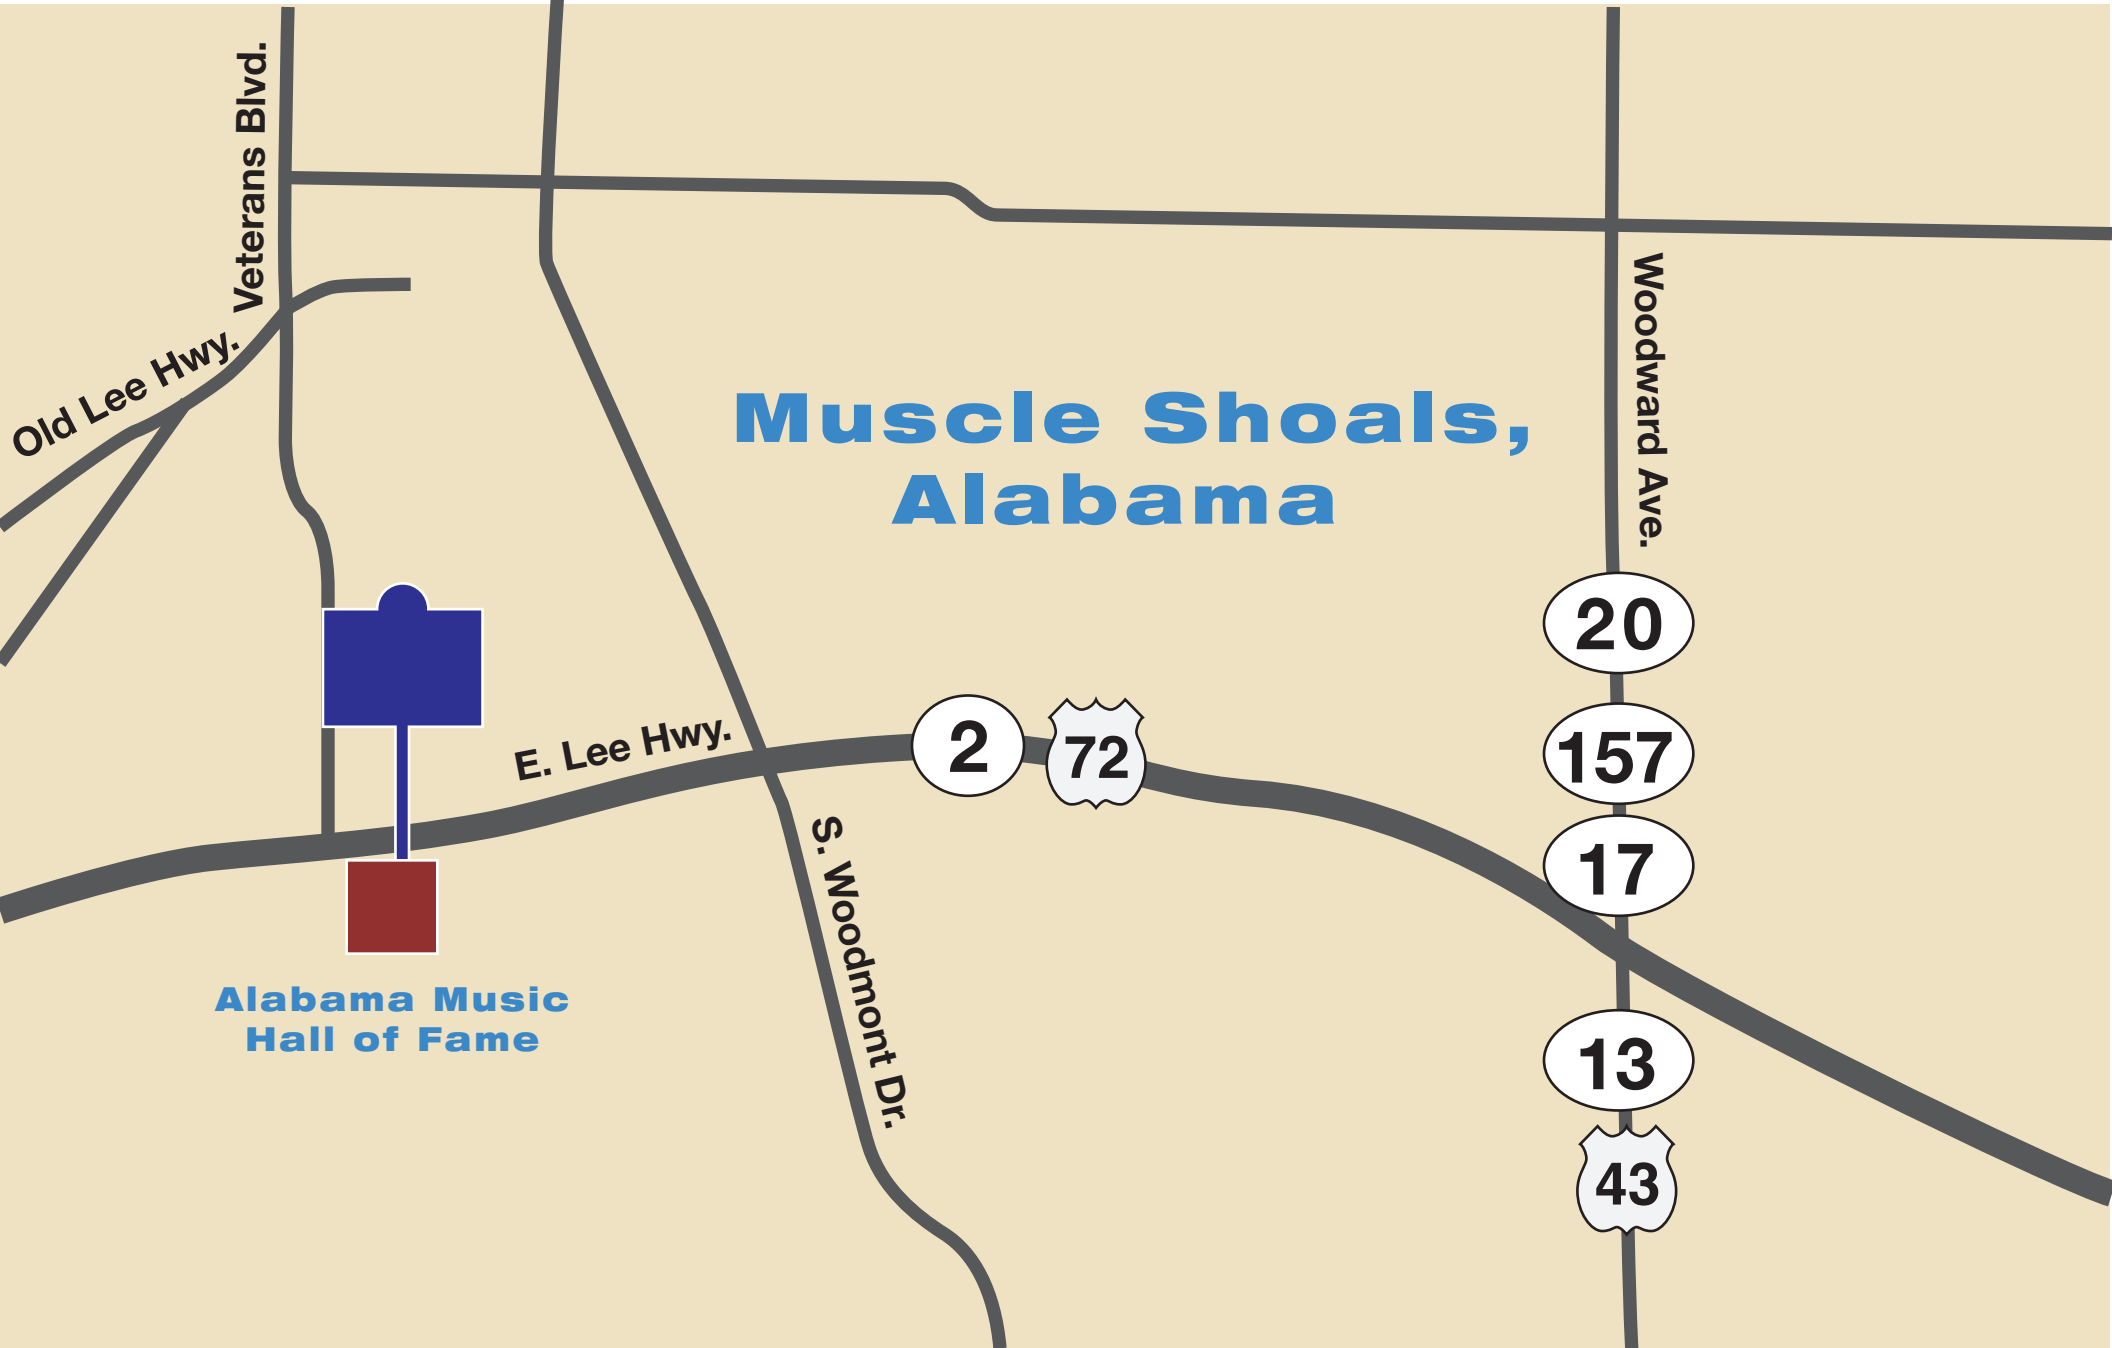 Veterans Blvd.
Old Lee Hwy.
Woodward Ave.
Muscle Shoals,
Alabama
20
157
17
E. Lee Hwy.
2
72
S. Woodmont Dr.
Alabama Music
Hall of Fame
13
43